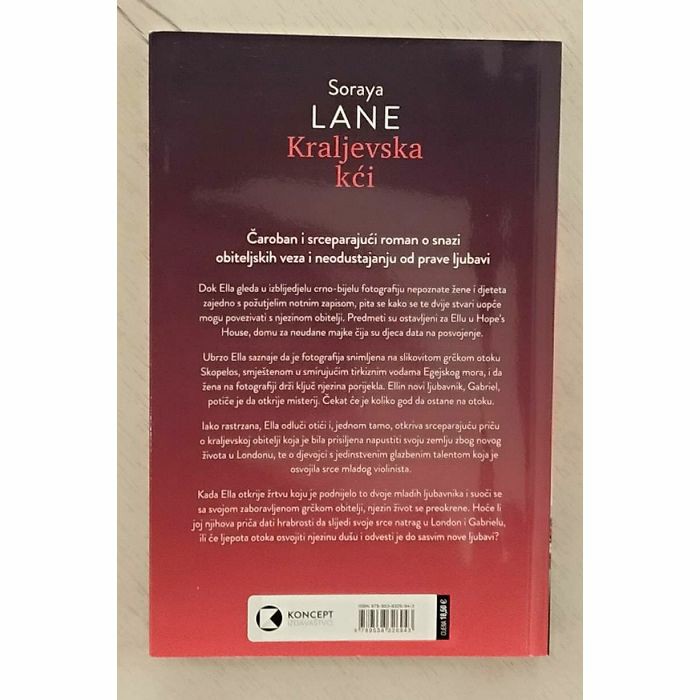 Soraya
LANE
Kraljevska
kći
Čaroban i srceparajući roman o snazi
obiteljskih veza i neodustajanju od prave ljubavi
Dok Ella gleda u izblijedjelu crno-bijelu fotografiju nepoznate žene i djeteta
zajedno s požutjelim notnim zapisom, pita se kako se te dvije stvari uopće
mogu povezivati s njezinom obitelji. Predmeti su ostavljeni za Ellu u Hope's
House, domu za neudane majke čija su djeca data na posvojenje.
Ubrzo Ella saznaje da je fotografija snimljena na slikovitom grčkom otoku
Skopelos, smještenom u smirujućim tirkiznim vodama Egejskog mora, i da
žena na fotografiji drži ključ njezina porijekla. Ellin novi ljubavnik, Gabriel,
potiče je da otkrije misterij. Čekat će je koliko god da ostane na otoku.
Iako rastrzana, Ella odluči otići i, jednom tamo, otkriva srceparajuću priču
o kraljevskoj obitelji koja je bila prisiljena napustiti svoju zemlju zbog novog
života u Londonu, te o djevojci s jedinstvenim glazbenim talentom koja je
osvojila srce mladog violinista.
Kada Ella otkrije žrtvu koju je podnijelo to dvoje mladih ljubavnika i suoči se
sa svojom zaboravljenom grčkom obitelji, njezin život se preokrene. Hoće li
joj njihova priča dati hrabrosti da slijedi svoje srce natrag u London i Gabrielu,
ili će ljepota otoka osvojiti njezinu dušu i odvesti je do sasvim nove ljubavi?
KONCEPT
IZDAVAŠTVO
CIJENA 18,60 €